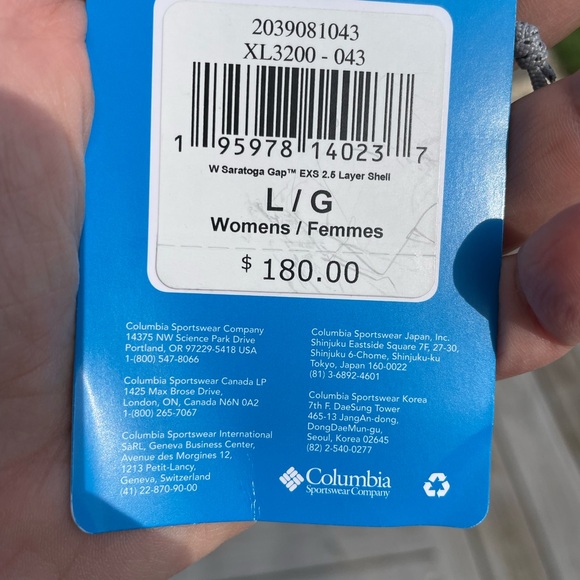 2039081043
XL3200 - 043
1 95978 14023 7
W Saratoga Gap™ EXS 2.5 Layer Shell
L / G
Womens / Femmes
$ 180.00
Columbia Sportswear Company
14375 NW Science Park Drive
Portland, OR 97229-5418 USA
1-(800) 547-8066
Columbia Sportswear Canada LP
1425 Max Brose Drive,
London, ON, Canada N6N 0A2
1-(800) 265-7067
Columbia Sportswear International
SàRL, Geneva Business Center,
Avenue des Morgines 12,
1213 Petit-Lancy,
Geneva, Switzerland
(41) 22-870-90-00
Columbia Sportswear Japan, Inc.
Shinjuku Eastside Square 7F, 27-30,
Shinjuku 6-Chome, Shinjuku-ku
Tokyo, Japan 160-0022
(81) 3-6892-4601
Columbia Sportswear Korea
7th F. DaeSung Tower
465-13 JangAn-dong,
DongDaeMun-gu,
Seoul, Korea 02645
(82) 2-540-0277
Columbia
Sportswear Company